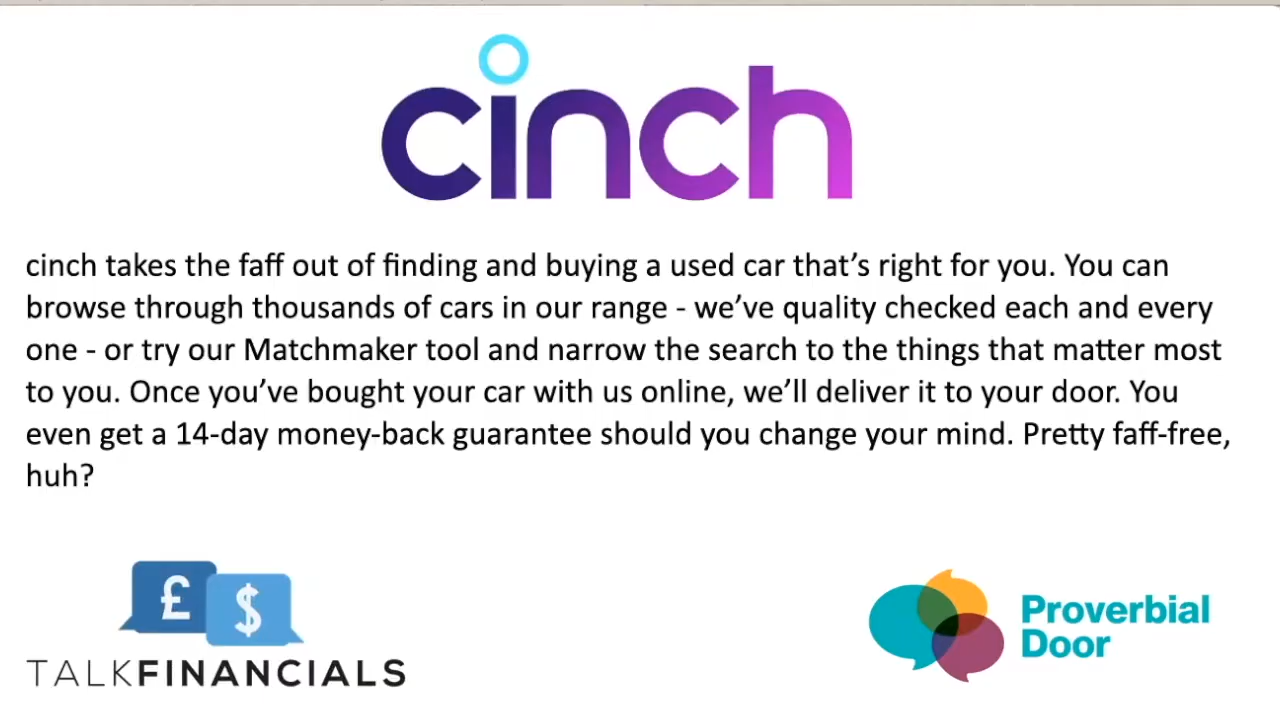 cinch
cinch takes the faff out of finding and buying a used car that’s right for you. You can
browse through thousands of cars in our range - we’ve quality checked each and every
one - or try our Matchmaker tool and narrow the search to the things that matter most
to you. Once you’ve bought your car with us online, we’ll deliver it to your door. You
even get a 14-day money-back guarantee should you change your mind. Pretty faff-free,
huh?
£ $
TALKFINANCIALS
Proverbial
Door